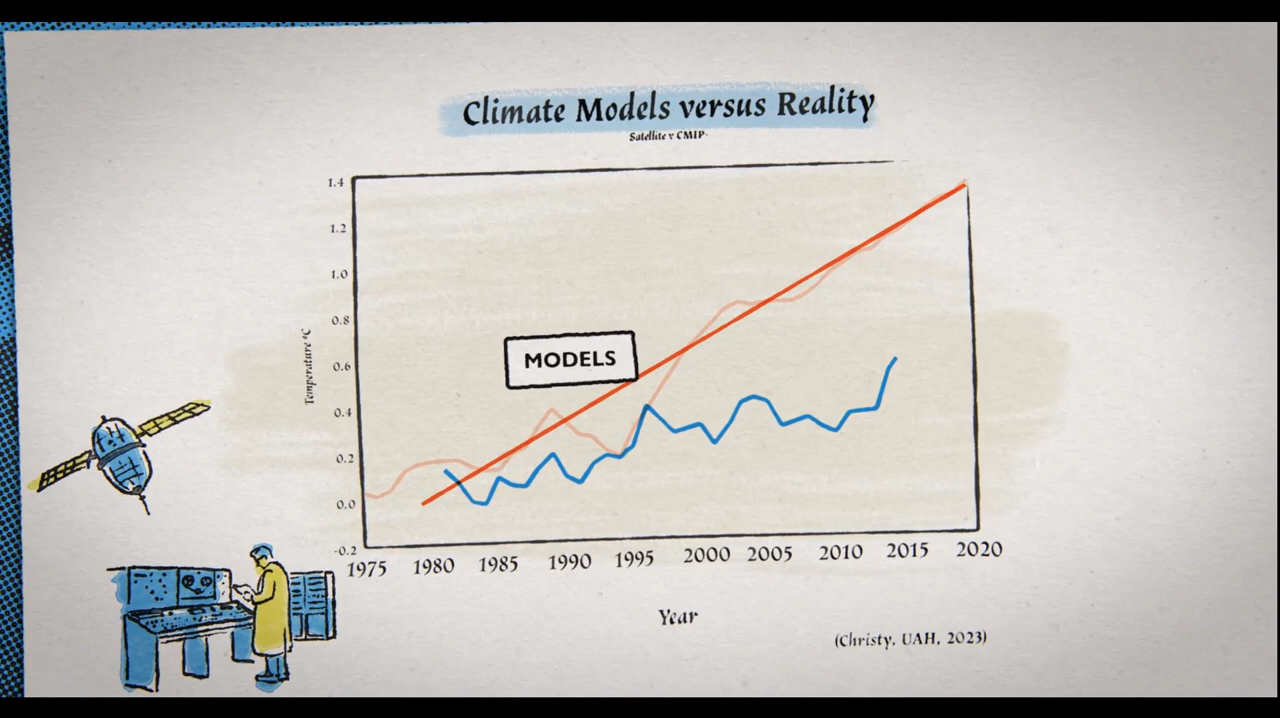 Climate Models versus Reality
Satellite v CMIP
1.4
1.2
1.0
0.8
0.6
0.4
0.2
0.0
-0.2
Temperature °C
MODELS
1975 1980 1985 1990 1995 2000 2005 2010 2015 2020
Year
(Christy, UAH, 2023)